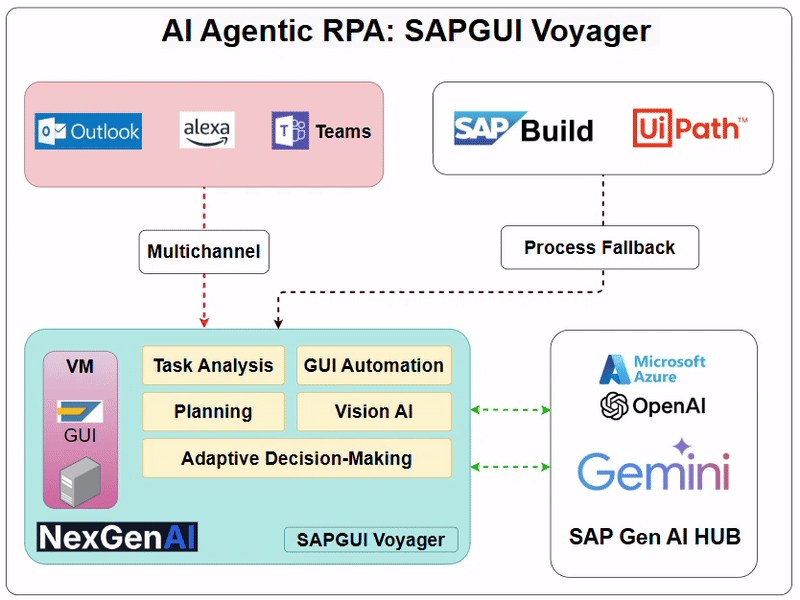 AI Agentic RPA: SAPGUI Voyager
Outlook
alexa
Teams
SAP Build
UiPath™
Multichannel
Process Fallback
VM
GUI
Task Analysis
GUI Automation
Planning
Vision AI
Adaptive Decision-Making
NexGenAI
SAPGUI Voyager
Microsoft
Azure
OpenAI
Gemini
SAP Gen AI HUB